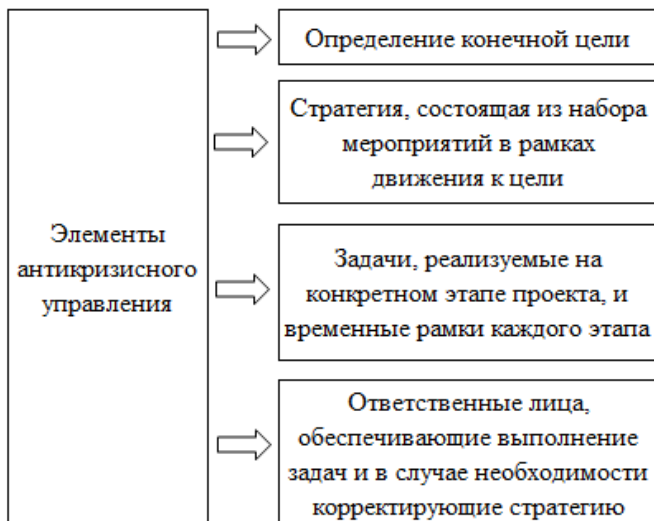 Элементы
антикризисного
управления
Определение конечной цели
Стратегия, состоящая из набора
мероприятий в рамках
движения к цели
Задачи, реализуемые на
конкретном этапе проекта, и
временные рамки каждого этапа
Ответственные лица,
обеспечивающие выполнение
задач и в случае необходимости
корректирующие стратегию